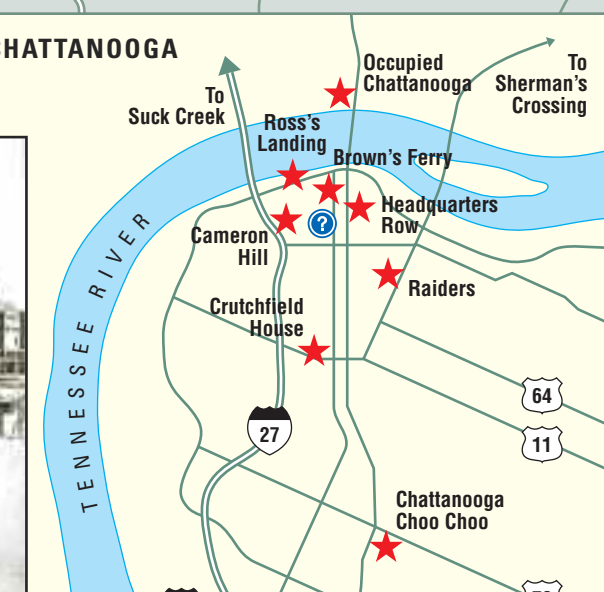 CHATTANOOGA
To
Suck Creek
Occupied
Chattanooga
To
Sherman's
Crossing
Ross's
Landing
Brown's Ferry
Headquarters
Row
?
Cameron
Hill
Raiders
Crutchfield
House
TENNESSEE RIVER
64
11
27
Chattanooga
Choo Choo